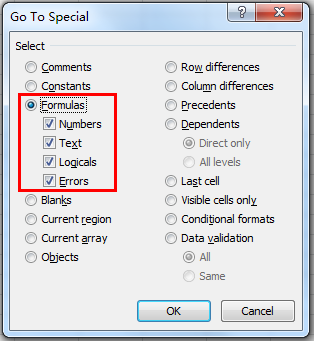 Go To Special
Select
Comments
Constants
Formulas
Numbers
Text
Logicals
Errors
Blanks
Current region
Current array
Objects
Row differences
Column differences
Precedents
Dependents
Direct only
All levels
Last cell
Visible cells only
Conditional formats
Data validation
All
Same
OK
Cancel